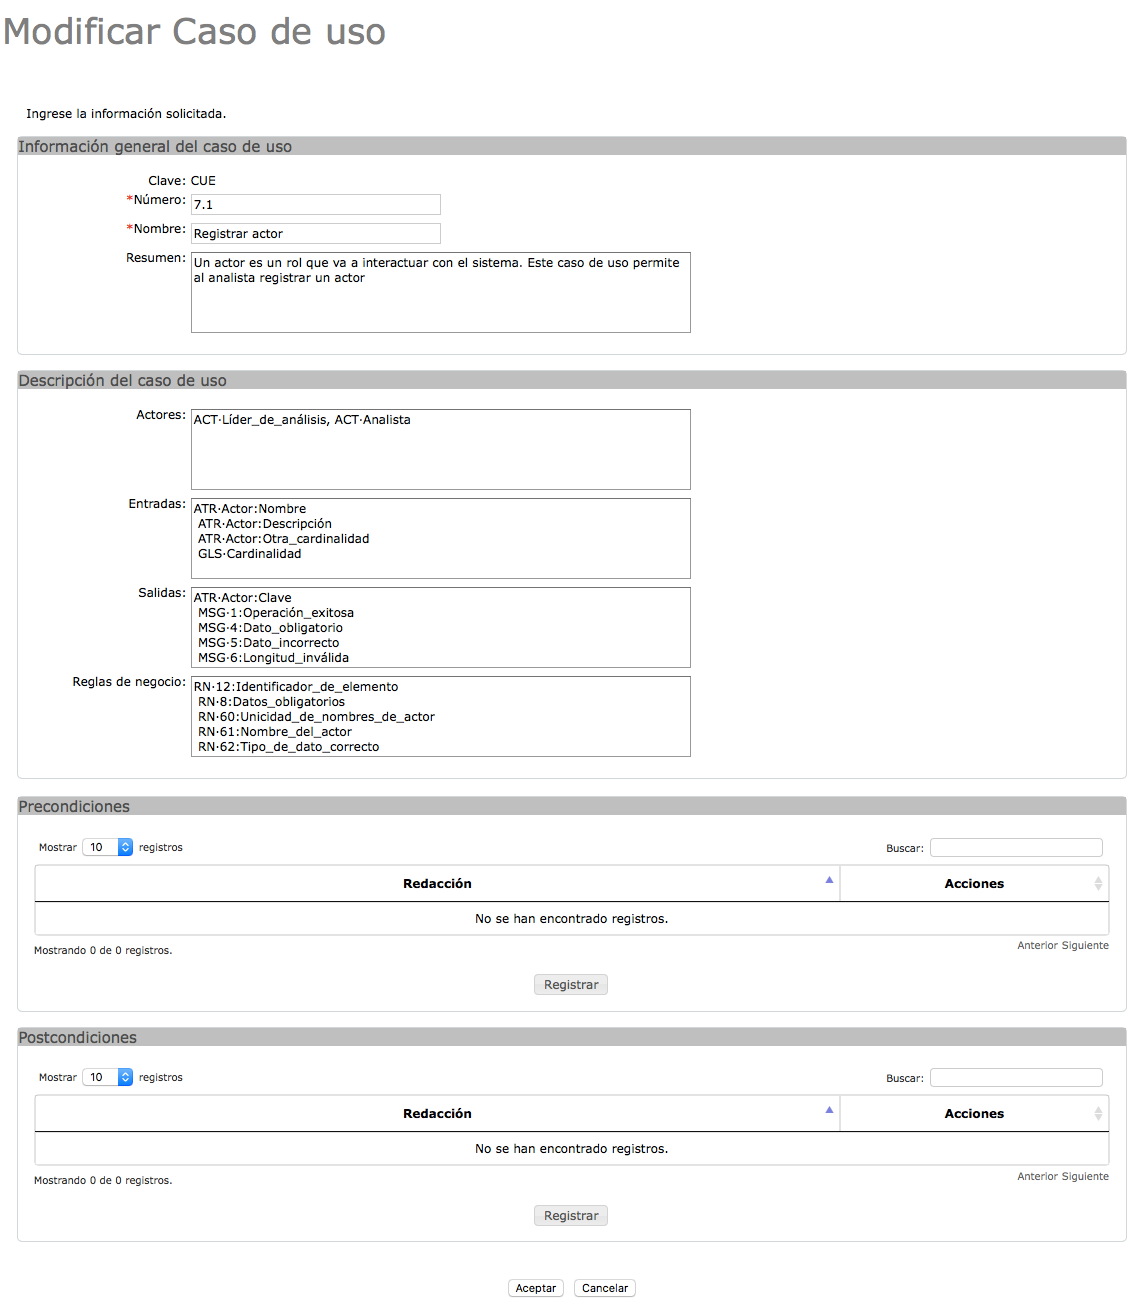 Modificar Caso de uso
Ingrese la información solicitada.
Información general del caso de uso
Clave: CUE
*Número: 7.1
*Nombre: Registrar actor
Resumen: Un actor es un rol que va a interactuar con el sistema. Este caso de uso permite
al analista registrar un actor
Descripción del caso de uso
Actores: ACT·Líder_de_análisis, ACT·Analista
Entradas: ATR·Actor:Nombre
ATR·Actor:Descripción
ATR·Actor:Otra_cardinalidad
GLS·Cardinalidad
Salidas: ATR·Actor:Clave
MSG·1:Operación_exitosa
MSG·4:Dato_obligatorio
MSG·5:Dato_incorrecto
MSG·6:Longitud_inválida
Reglas de negocio: RN·12:Identificador_de_elemento
RN·8:Datos_obligatorios
RN·60:Unicidad_de_nombres_de_actor
RN·61:Nombre_del_actor
RN·62:Tipo_de_dato_correcto
Precondiciones
Mostrar 10 registros Buscar:
Redacción Acciones
No se han encontrado registros.
Mostrando 0 de 0 registros. Anterior Siguiente
Registrar
Postcondiciones
Mostrar 10 registros Buscar:
Redacción Acciones
No se han encontrado registros.
Mostrando 0 de 0 registros. Anterior Siguiente
Registrar
Aceptar Cancelar